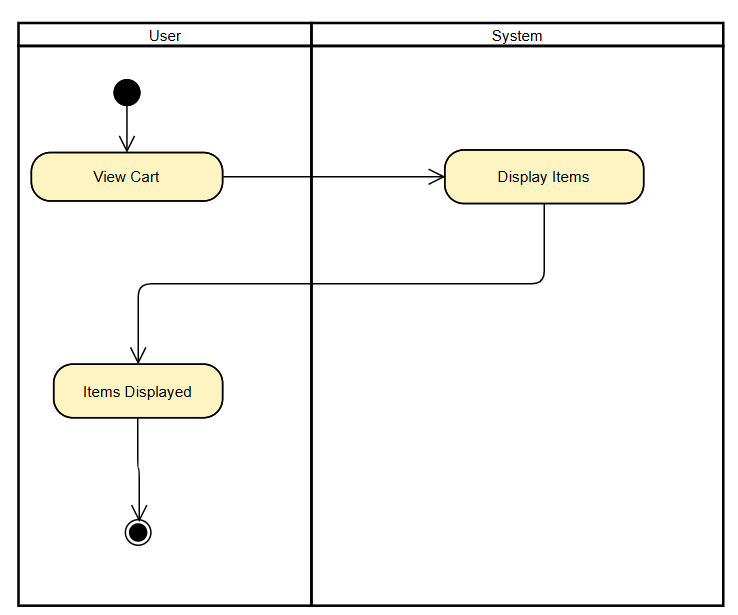 User
System
View Cart
Display Items
Items Displayed